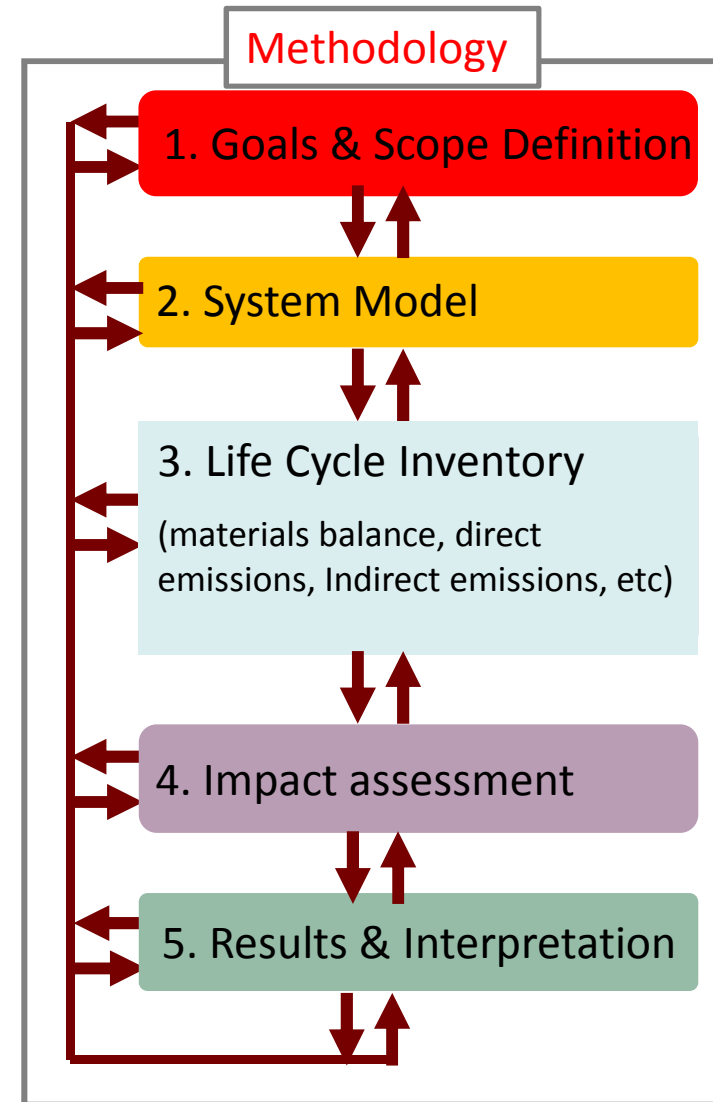 Methodology
1. Goals & Scope Definition
2. System Model
3. Life Cycle Inventory
(materials balance, direct
emissions, Indirect emissions, etc)
4. Impact assessment
5. Results & Interpretation